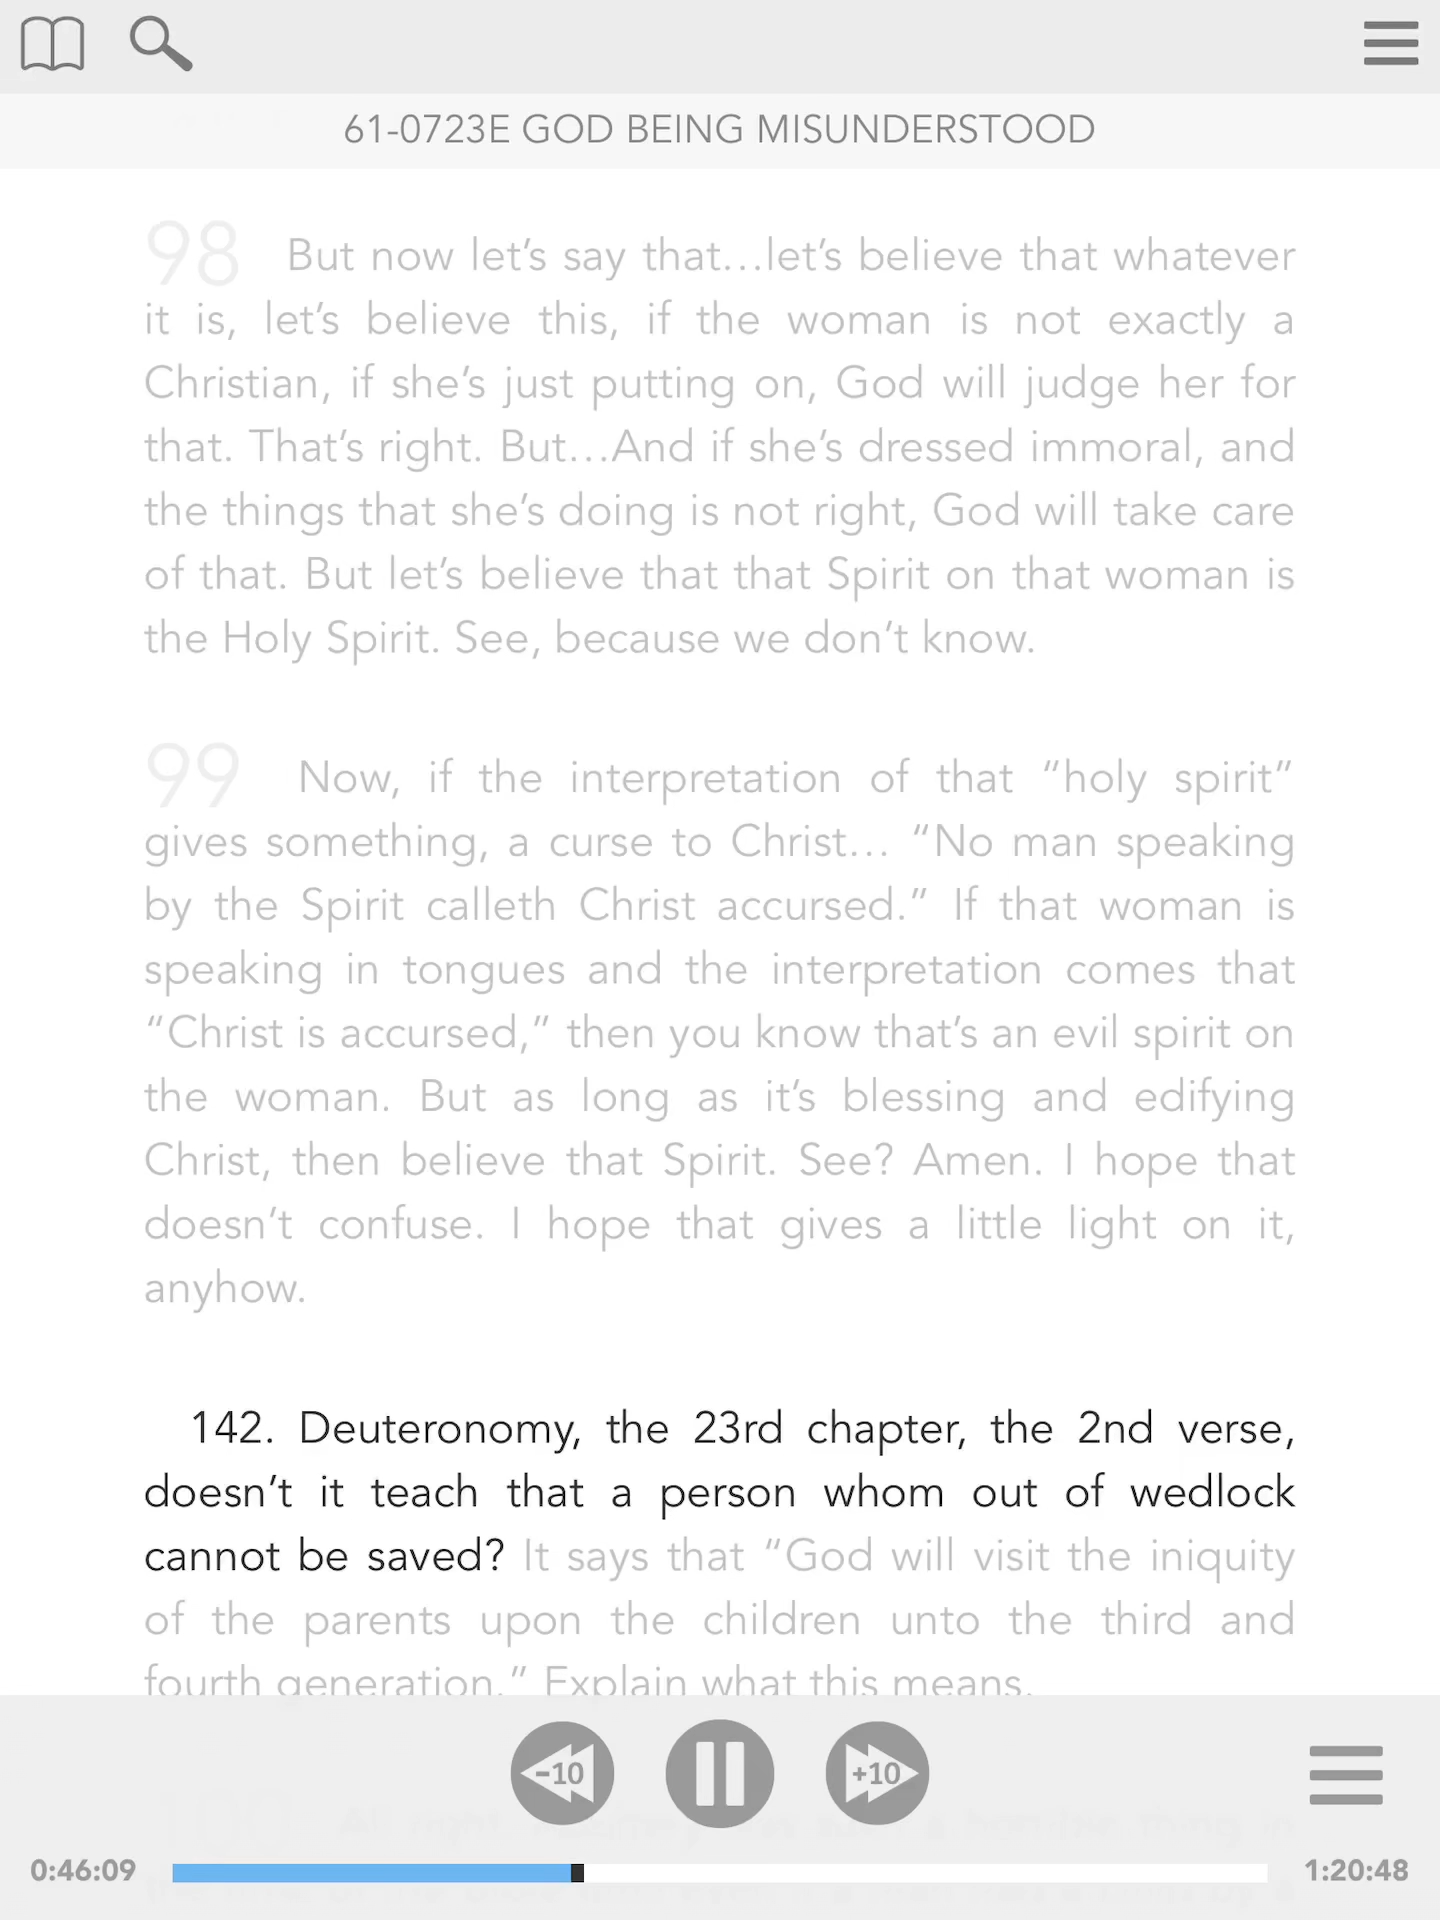 61-0723E GOD BEING MISUNDERSTOOD
98 But now let’s say that…let’s believe that whatever
it is, let’s believe this, if the woman is not exactly a
Christian, if she’s just putting on, God will judge her for
that. That’s right. But…And if she’s dressed immoral, and
the things that she’s doing is not right, God will take care
of that. But let’s believe that that Spirit on that woman is
the Holy Spirit. See, because we don’t know.
99 Now, if the interpretation of that “holy spirit”
gives something, a curse to Christ… “No man speaking
by the Spirit calleth Christ accursed.” If that woman is
speaking in tongues and the interpretation comes that
“Christ is accursed,” then you know that’s an evil spirit on
the woman. But as long as it’s blessing and edifying
Christ, then believe that Spirit. See? Amen. I hope that
doesn’t confuse. I hope that gives a little light on it,
anyhow.
142. Deuteronomy, the 23rd chapter, the 2nd verse,
doesn’t it teach that a person whom out of wedlock
cannot be saved? It says that “God will visit the iniquity
of the parents upon the children unto the third and
fourth generation.” Explain what this means.
-10 +10
0:46:09 1:20:48